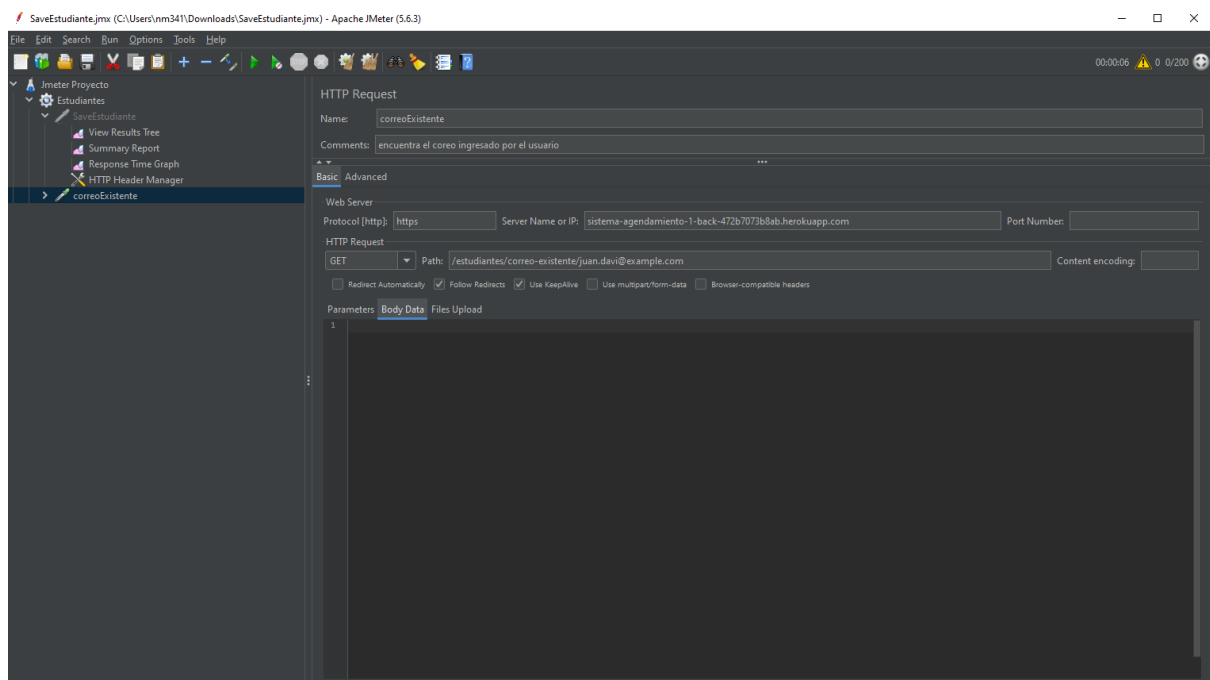 SaveEstudiante.jmx (C:\Users\nm341\Downloads\SaveEstudiante.jmx) - Apache JMeter (5.6.3)
File Edit Search Run Options Tools Help
00:00:06 0 0/200
Jmeter Proyecto
Estudiantes
SaveEstudiante
View Results Tree
Summary Report
Response Time Graph
HTTP Header Manager
correoExistente
HTTP Request
Name: correoExistente
Comments: encuentra el coreo ingresado por el usuario
Basic Advanced
Web Server
Protocol [http]: https Server Name or IP: sistema-agendamiento-1-back-472b7073b8ab.herokuapp.com Port Number:
HTTP Request
GET Path: /estudiantes/correo-existente/juan.davi@example.com Content encoding:
Redirect Automatically Follow Redirects Use KeepAlive Use multipart/form-data Browser-compatible headers
Parameters Body Data Files Upload
1